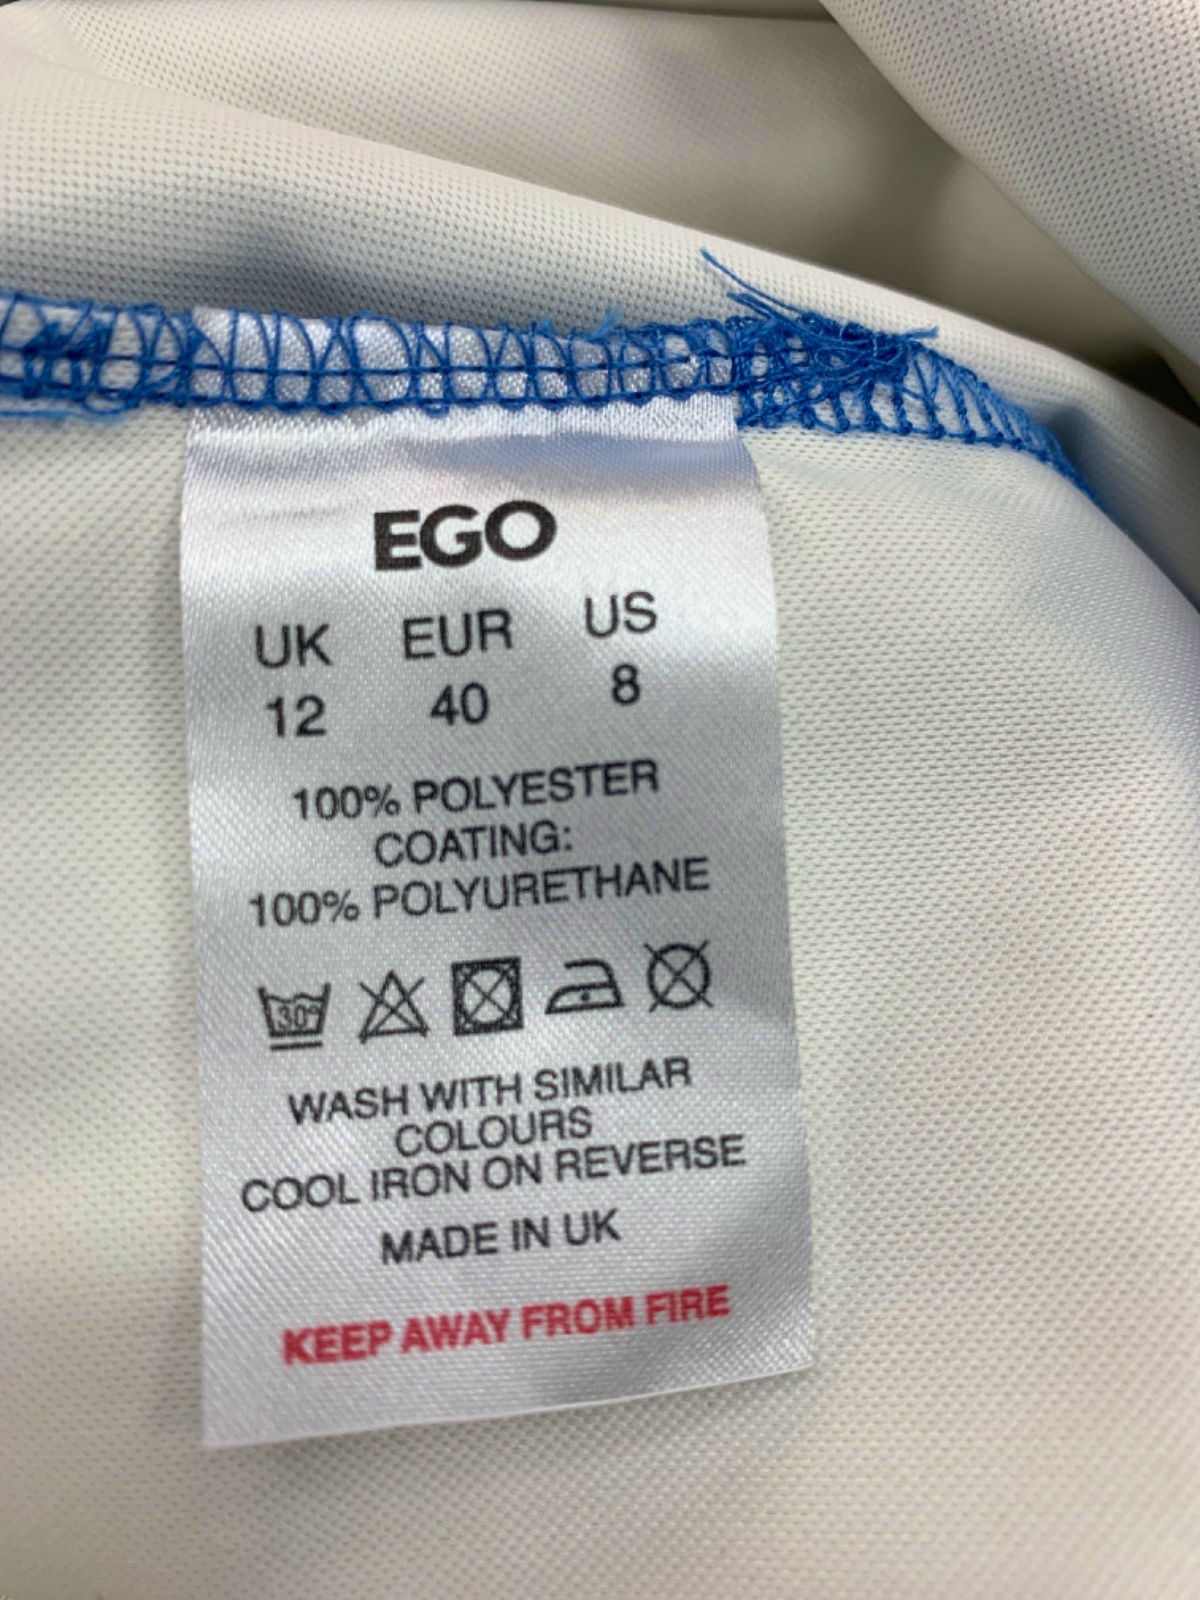 EGO
UK EUR US
12 40 8
100% POLYESTER
COATING:
100% POLYURETHANE
30°
WASH WITH SIMILAR
COLOURS
COOL IRON ON REVERSE
MADE IN UK
KEEP AWAY FROM FIRE